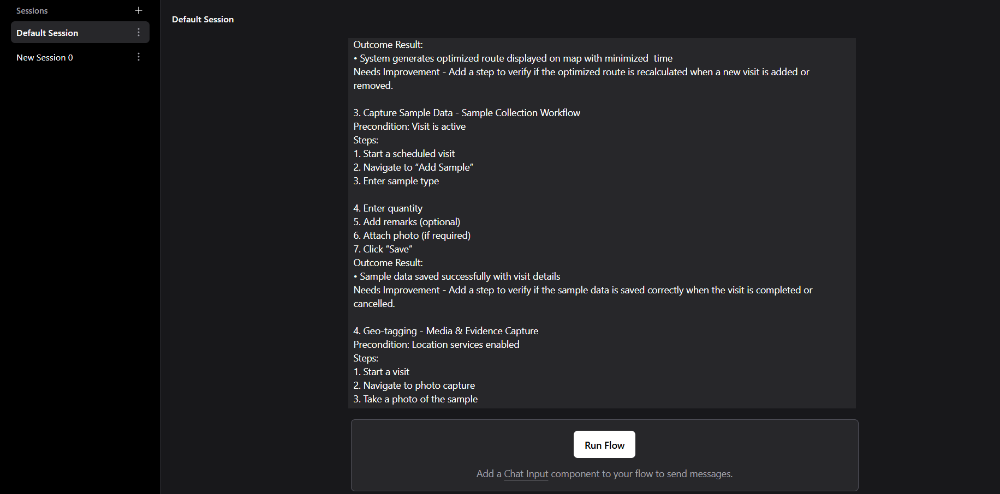 Sessions
Default Session
New Session 0
Default Session
Outcome Result:
• System generates optimized route displayed on map with minimized  time
Needs Improvement - Add a step to verify if the optimized route is recalculated when a new visit is added or
removed.
3. Capture Sample Data - Sample Collection Workflow
Precondition: Visit is active
Steps:
1. Start a scheduled visit
2. Navigate to “Add Sample”
3. Enter sample type
4. Enter quantity
5. Add remarks (optional)
6. Attach photo (if required)
7. Click “Save”
Outcome Result:
• Sample data saved successfully with visit details
Needs Improvement - Add a step to verify if the sample data is saved correctly when the visit is completed or
cancelled.
4. Geo-tagging - Media & Evidence Capture
Precondition: Location services enabled
Steps:
1. Start a visit
2. Navigate to photo capture
3. Take a photo of the sample
Run Flow
Add a Chat Input component to your flow to send messages.